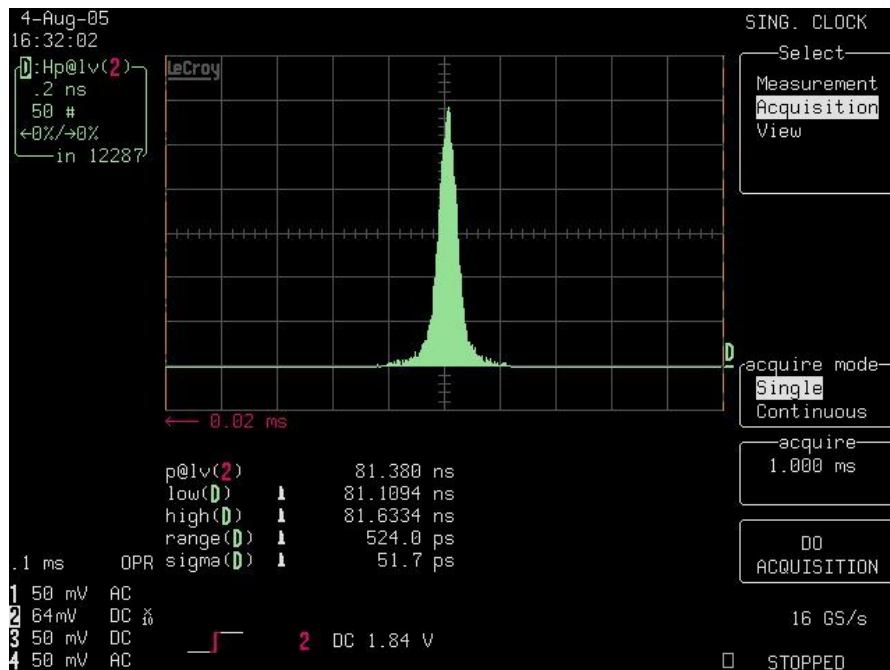 4-Aug-05
16:32:02
D:Hp@lv(2)
.2 ns
50 #
←0%/→0%
in 12287
LeCroy
D
← 0.02 ms
p@lv(2) 81.380 ns
low(D) 81.1094 ns
high(D) 81.6334 ns
range(D) 524.0 ps
sigma(D) 51.7 ps
.1 ms OPR
1 50 mV AC
2 64mV DC X10
3 50 mV DC
4 50 mV AC
2 DC 1.84 V
SING. CLOCK
Select
Measurement
Acquisition
View
acquire mode
Single
Continuous
acquire
1.000 ms
DO
ACQUISITION
16 GS/s
STOPPED